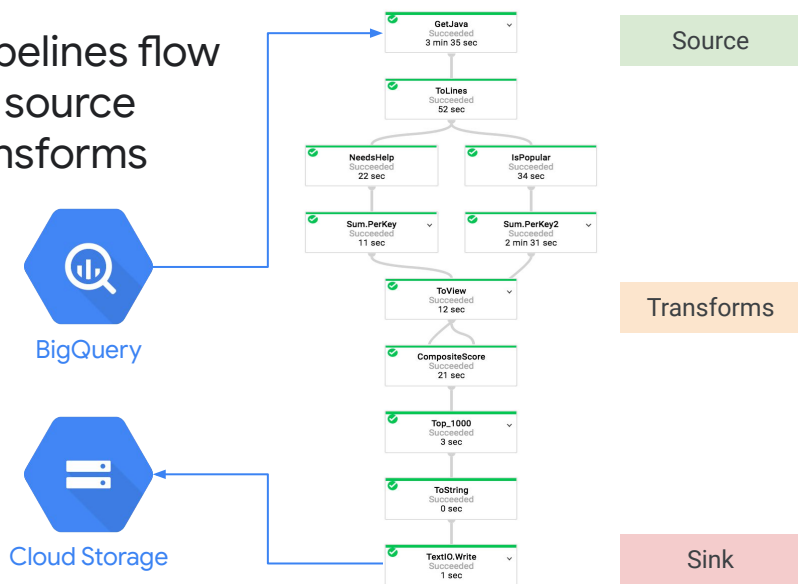 pelines flow
source
nsforms
GetJava
Succeeded
3 min 35 sec
Source
ToLines
Succeeded
52 sec
NeedsHelp
Succeeded
22 sec
IsPopular
Succeeded
34 sec
Sum.PerKey
Succeeded
11 sec
Sum.PerKey2
Succeeded
2 min 31 sec
BigQuery
ToView
Succeeded
12 sec
Transforms
CompositeScore
Succeeded
21 sec
Top_1000
Succeeded
3 sec
ToString
Succeeded
0 sec
Cloud Storage
TextIO.Write
Succeeded
1 sec
Sink